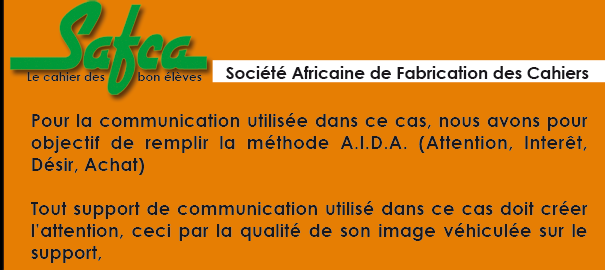 Safca
Le cahier des bon élèves
Société Africaine de Fabrication des Cahiers
Pour la communication utilisée dans ce cas, nous avons pour
objectif de remplir la méthode A.I.D.A. (Attention, Interêt,
Désir, Achat)
Tout support de communication utilisé dans ce cas doit créer
l'attention, ceci par la qualité de son image véhiculée sur le
support,